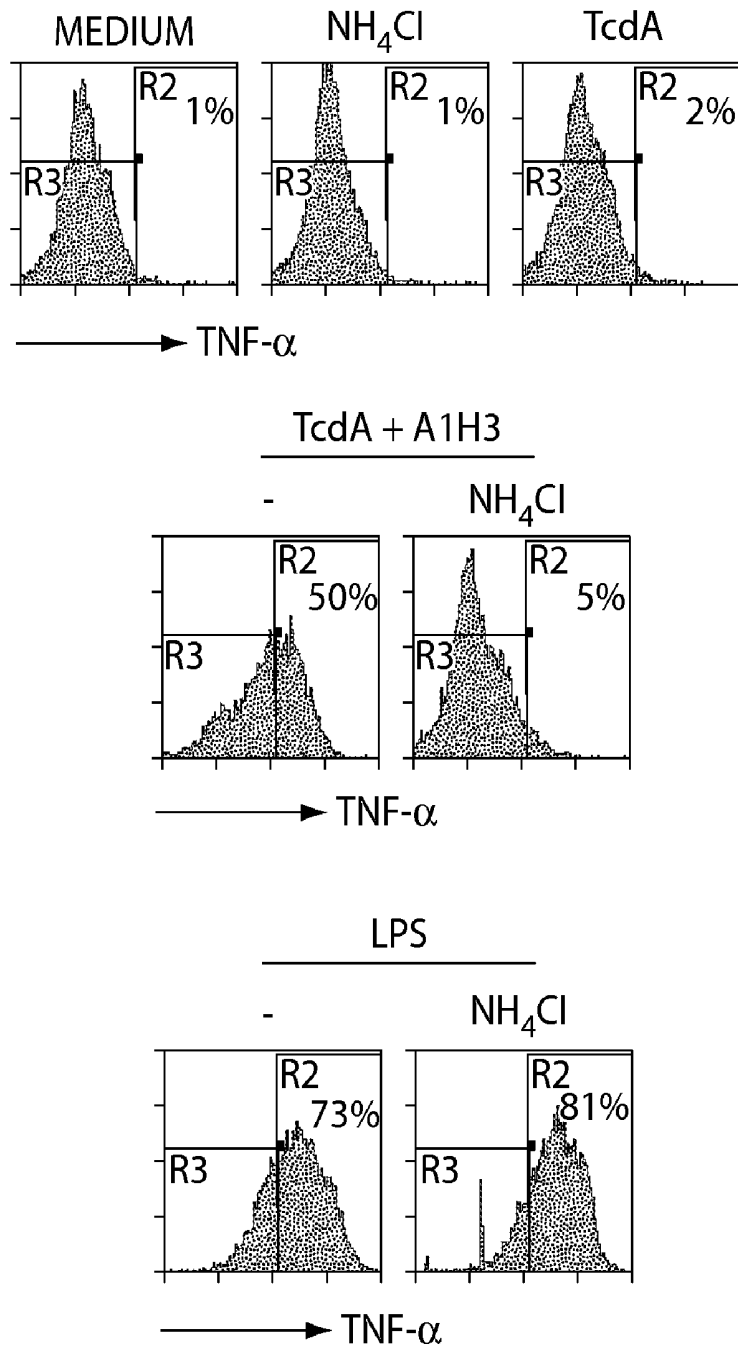 MEDIUM NH₄Cl TcdA
R2 R2 R2
1% 1% 2%
R3 R3 R3
TNF-α
TcdA + A1H3
- NH₄Cl
R2 R2
50% 5%
R3 R3
TNF-α
LPS
- NH₄Cl
R2 R2
73% 81%
R3 R3
TNF-α